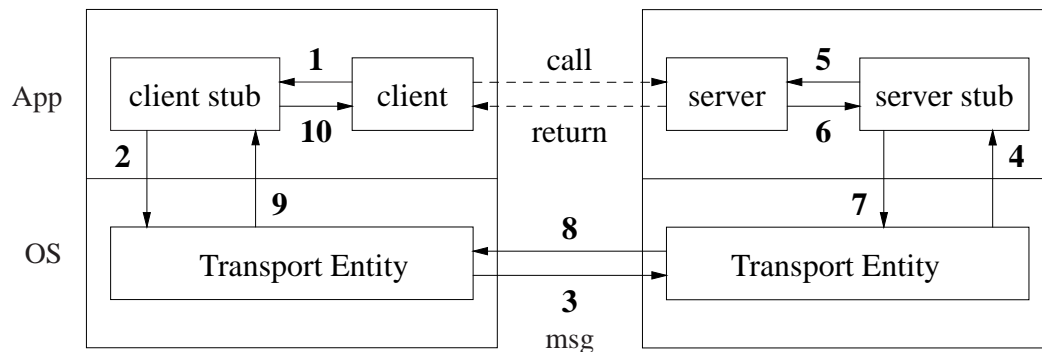 1
call
5
App
client stub
client
server
server stub
10
return
6
2
4
9
7
8
OS
Transport Entity
Transport Entity
3
msg